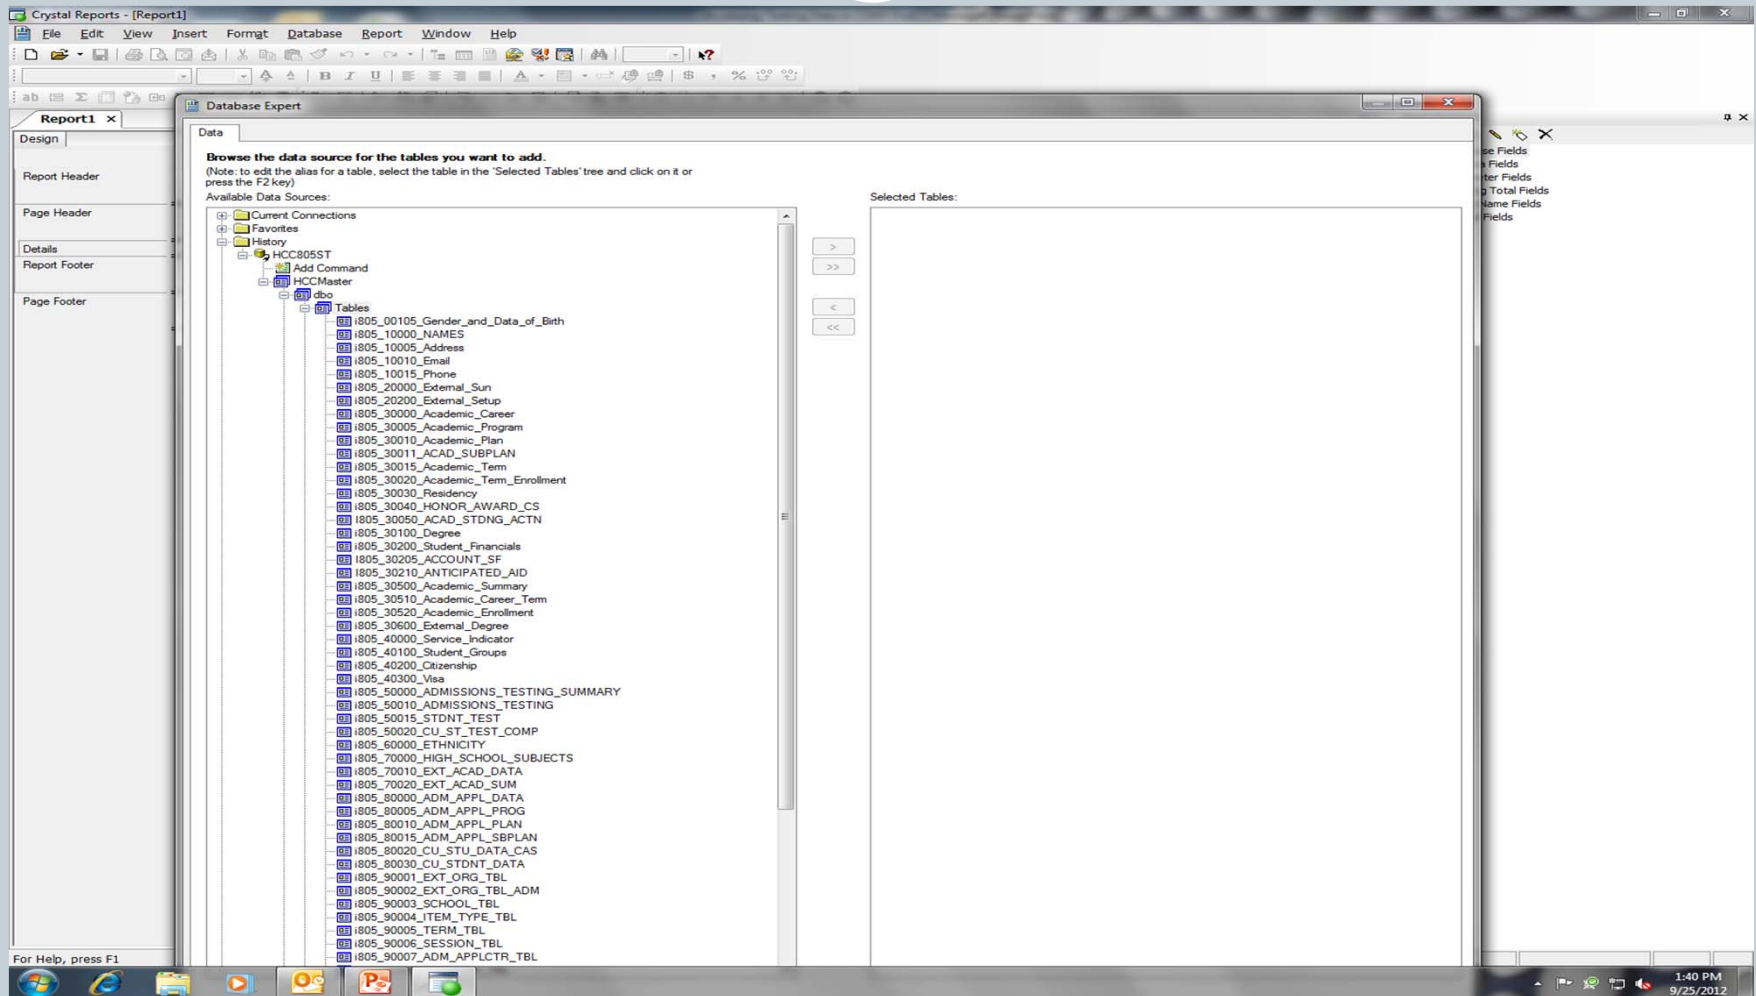 Crystal Reports - [Report1]
File Edit View Insert Format Database Report Window Help
Report1
Design
Report Header
Page Header
Details
Report Footer
Page Footer
Database Expert
Data
Browse the data source for the tables you want to add.
(Note: to edit the alias for a table, select the table in the 'Selected Tables' tree and click on it or
press the F2 key)
Available Data Sources:
Current Connections
Favorites
History
HCC805ST
Add Command
HCCMaster
dbo
Tables
i805_00105_Gender_and_Data_of_Birth
i805_10000_NAMES
i805_10005_Address
i805_10010_Email
i805_10015_Phone
i805_20000_External_Sun
i805_20200_External_Setup
i805_30000_Academic_Career
i805_30005_Academic_Program
i805_30010_Academic_Plan
i805_30011_ACAD_SUBPLAN
i805_30015_Academic_Term
i805_30020_Academic_Term_Enrollment
i805_30030_Residency
i805_30040_HONOR_AWARD_CS
I805_30050_ACAD_STDNG_ACTN
i805_30100_Degree
i805_30200_Student_Financials
I805_30205_ACCOUNT_SF
I805_30210_ANTICIPATED_AID
i805_30500_Academic_Summary
i805_30510_Academic_Career_Term
i805_30520_Academic_Enrollment
i805_30600_External_Degree
i805_40000_Service_Indicator
i805_40100_Student_Groups
i805_40200_Citizenship
i805_40300_Visa
i805_50000_ADMISSIONS_TESTING_SUMMARY
i805_50010_ADMISSIONS_TESTING
i805_50015_STDNT_TEST
i805_50020_CU_ST_TEST_COMP
i805_60000_ETHNICITY
i805_70000_HIGH_SCHOOL_SUBJECTS
i805_70010_EXT_ACAD_DATA
i805_70020_EXT_ACAD_SUM
i805_80000_ADM_APPL_DATA
i805_80005_ADM_APPL_PROG
i805_80010_ADM_APPL_PLAN
i805_80015_ADM_APPL_SBPLAN
i805_80020_CU_STU_DATA_CAS
i805_80030_CU_STDNT_DATA
i805_90001_EXT_ORG_TBL
i805_90002_EXT_ORG_TBL_ADM
i805_90003_SCHOOL_TBL
i805_90004_ITEM_TYPE_TBL
i805_90005_TERM_TBL
i805_90006_SESSION_TBL
i805_90007_ADM_APPLCTR_TBL
>
>>
<
<<
Selected Tables:
se Fields
a Fields
ter Fields
g Total Fields
Name Fields
Fields
For Help, press F1
1:40 PM
9/25/2012